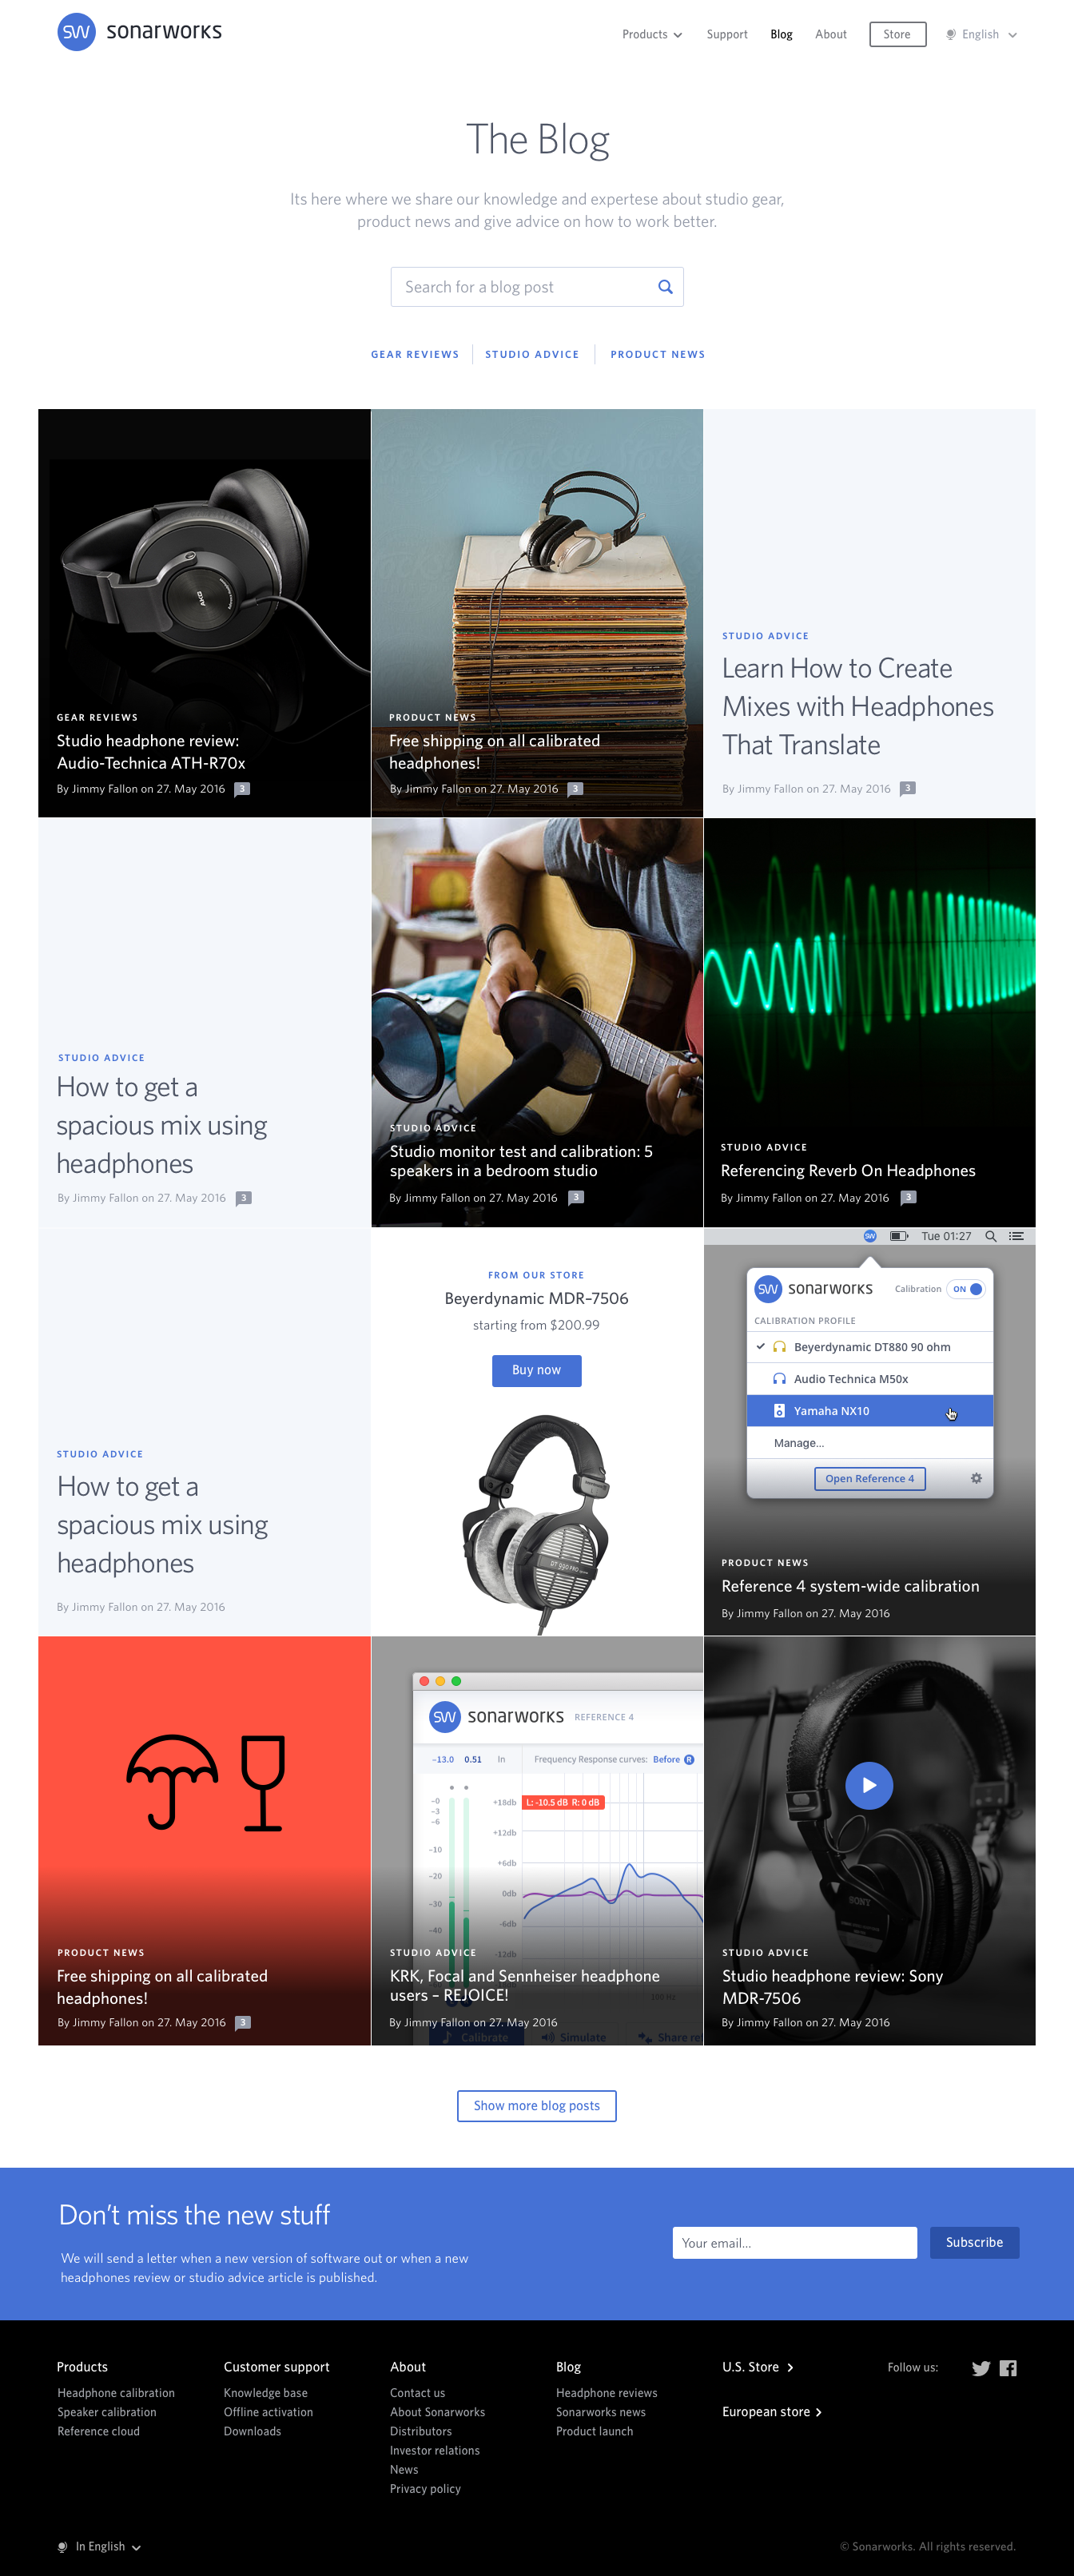 SW sonarworks
Products Support Blog About Store English
The Blog
Its here where we share our knowledge and expertese about studio gear,
product news and give advice on how to work better.
Search for a blog post
GEAR REVIEWS STUDIO ADVICE PRODUCT NEWS
AKG
GEAR REVIEWS
Studio headphone review:
Audio-Technica ATH-R70x
By Jimmy Fallon on 27. May 2016 3
PRODUCT NEWS
Free shipping on all calibrated
headphones!
By Jimmy Fallon on 27. May 2016 3
STUDIO ADVICE
Learn How to Create
Mixes with Headphones
That Translate
By Jimmy Fallon on 27. May 2016 3
STUDIO ADVICE
How to get a
spacious mix using
headphones
By Jimmy Fallon on 27. May 2016 3
STUDIO ADVICE
Studio monitor test and calibration: 5
speakers in a bedroom studio
By Jimmy Fallon on 27. May 2016 3
STUDIO ADVICE
Referencing Reverb On Headphones
By Jimmy Fallon on 27. May 2016 3
STUDIO ADVICE
How to get a
spacious mix using
headphones
By Jimmy Fallon on 27. May 2016
FROM OUR STORE
Beyerdynamic MDR-7506
starting from $200.99
Buy now
DT 990 PRO
SW Tue 01:27
SW sonarworks Calibration ON
CALIBRATION PROFILE
Beyerdynamic DT880 90 ohm
Audio Technica M50x
Yamaha NX10
Manage...
Open Reference 4
PRODUCT NEWS
Reference 4 system-wide calibration
By Jimmy Fallon on 27. May 2016
PRODUCT NEWS
Free shipping on all calibrated
headphones!
By Jimmy Fallon on 27. May 2016 3
SW sonarworks REFERENCE 4
-13.0 0.51 In Frequency Response curves: Before R
L: -10.5 dB R: 0 dB
+18db
+12db
+6db
0db
-6db
-12db
-0
-3
-6
-10
-20
-30
-40
100 Hz
STUDIO ADVICE
KRK, Focal and Sennheiser headphone
users – REJOICE!
By Jimmy Fallon on 27. May 2016
Calibrate Simulate Share ref
SONY
STUDIO ADVICE
Studio headphone review: Sony
MDR-7506
By Jimmy Fallon on 27. May 2016
Show more blog posts
Don't miss the new stuff
We will send a letter when a new version of software out or when a new
headphones review or studio advice article is published.
Your email... Subscribe
Products
Headphone calibration
Speaker calibration
Reference cloud
Customer support
Knowledge base
Offline activation
Downloads
About
Contact us
About Sonarworks
Distributors
Investor relations
News
Privacy policy
Blog
Headphone reviews
Sonarworks news
Product launch
U.S. Store
European store
Follow us:
In English
© Sonarworks. All rights reserved.